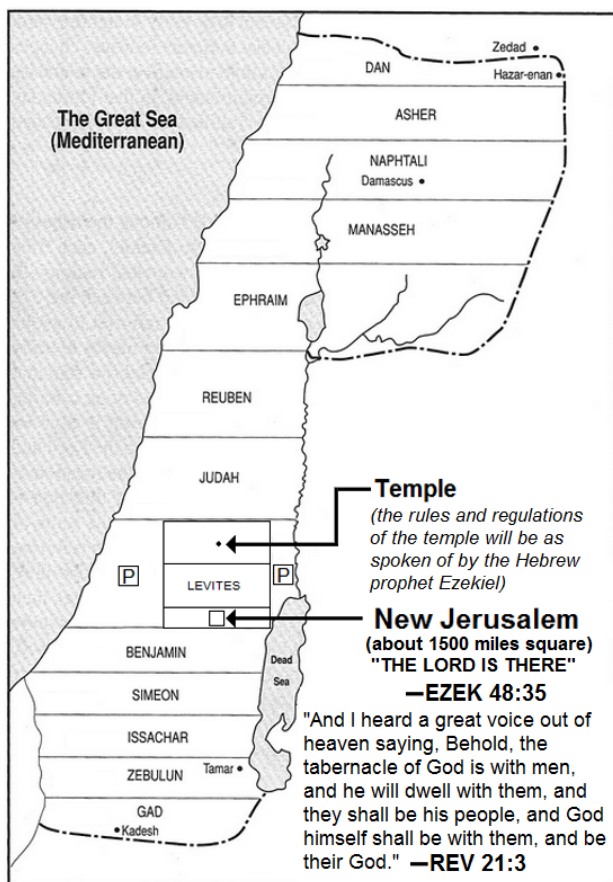 Zedad
DAN
Hazar-enan
The Great Sea
(Mediterranean)
ASHER
NAPHTALI
Damascus
MANASSEH
EPHRAIM
REUBEN
JUDAH
Temple
(the rules and regulations
of the temple will be as
spoken of by the Hebrew
prophet Ezekiel)
P
P
LEVITES
New Jerusalem
(about 1500 miles square)
"THE LORD IS THERE"
—EZEK 48:35
BENJAMIN
Dead
Sea
SIMEON
ISSACHAR
ZEBULUN
Tamar
GAD
Kadesh
"And I heard a great voice out of
heaven saying, Behold, the
tabernacle of God is with men,
and he will dwell with them, and
they shall be his people, and God
himself shall be with them, and be
their God." —REV 21:3